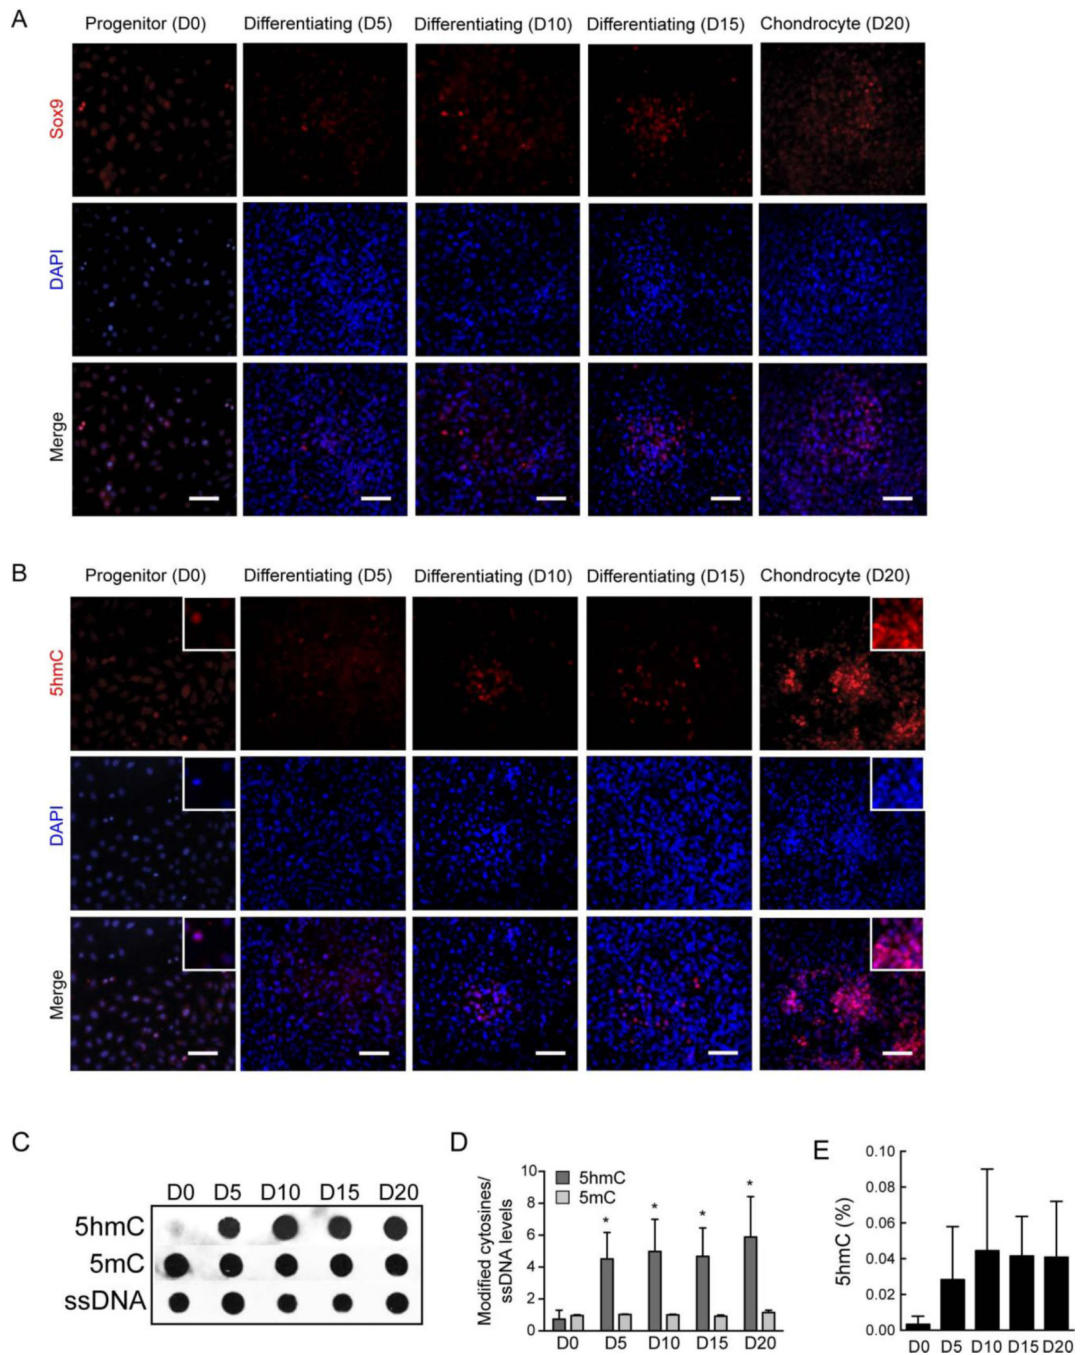 A
Progenitor (D0) Differentiating (D5) Differentiating (D10) Differentiating (D15) Chondrocyte (D20)
Sox9
DAPI
Merge
B
Progenitor (D0) Differentiating (D5) Differentiating (D10) Differentiating (D15) Chondrocyte (D20)
5hmC
DAPI
Merge
C
D0 D5 D10 D15 D20
5hmC
5mC
ssDNA
D
Modified cytosines/
ssDNA levels
10
8
6
4
2
0
5hmC
5mC
* * * *
D0 D5 D10 D15 D20
E
5hmC (%)
0.10
0.08
0.06
0.04
0.02
0.00
D0 D5 D10 D15 D20